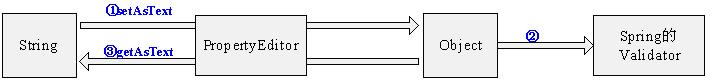 ①setAsText
String
PropertyEditor
③getAsText
Object
②
Spring的
Validator